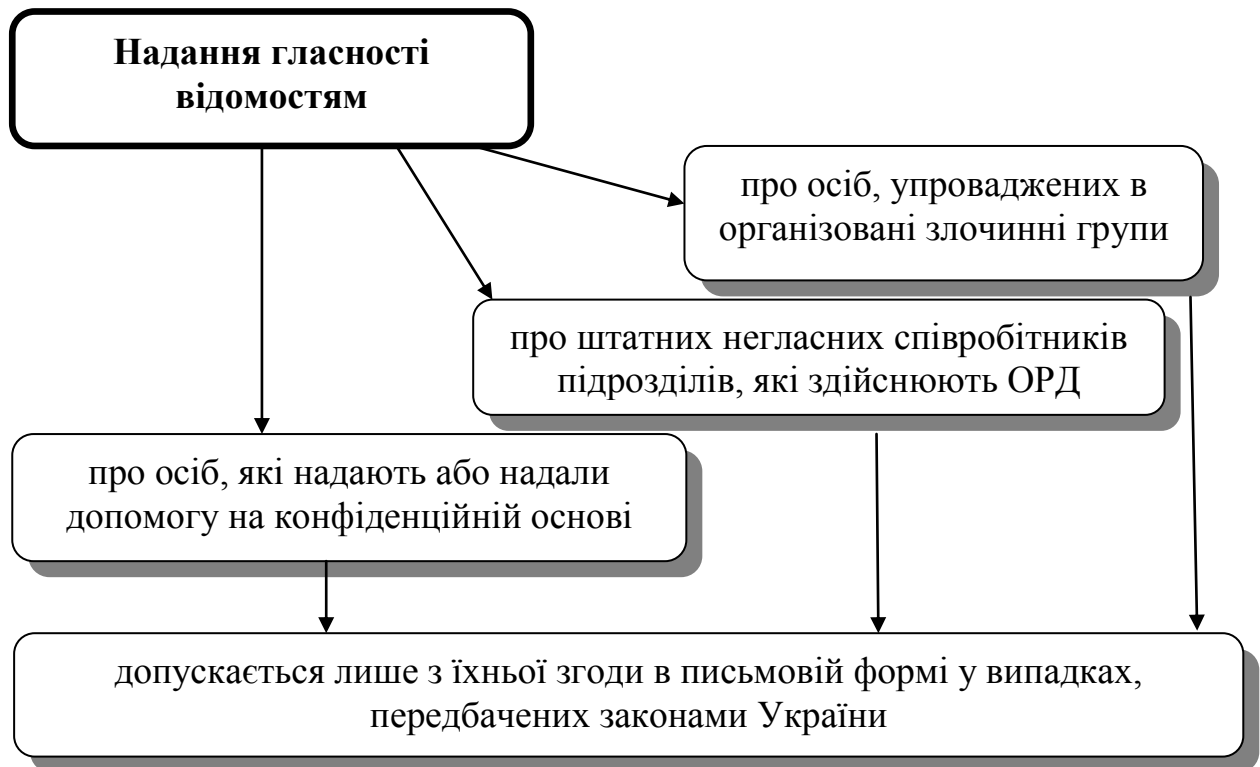 Надання гласності
відомостям
про осіб, упроваджених в
організовані злочинні групи
про штатних негласних співробітників
підрозділів, які здійснюють ОРД
про осіб, які надають або надали
допомогу на конфіденційній основі
допускається лише з їхньої згоди в письмовій формі у випадках,
передбачених законами України